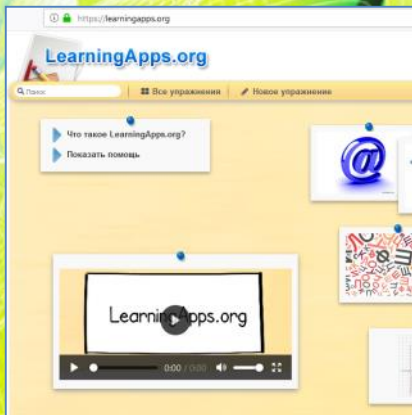 https://learningapps.org
LearningApps.org
Поиск
Все упражнения
Новое упражнение
Что такое LearningApps.org?
Показать помощь
LearningApps.org
0:00 / 0:00